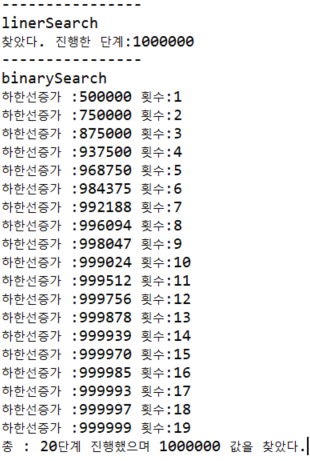 ----------------
linerSearch
찾았다. 진행한 단계:1000000
----------------
binarySearch
하한선증가 :500000 횟수:1
하한선증가 :750000 횟수:2
하한선증가 :875000 횟수:3
하한선증가 :937500 횟수:4
하한선증가 :968750 횟수:5
하한선증가 :984375 횟수:6
하한선증가 :992188 횟수:7
하한선증가 :996094 횟수:8
하한선증가 :998047 횟수:9
하한선증가 :999024 횟수:10
하한선증가 :999512 횟수:11
하한선증가 :999756 횟수:12
하한선증가 :999878 횟수:13
하한선증가 :999939 횟수:14
하한선증가 :999970 횟수:15
하한선증가 :999985 횟수:16
하한선증가 :999993 횟수:17
하한선증가 :999997 횟수:18
하한선증가 :999999 횟수:19
총 : 20단계 진행했으며 1000000 값을 찾았다.